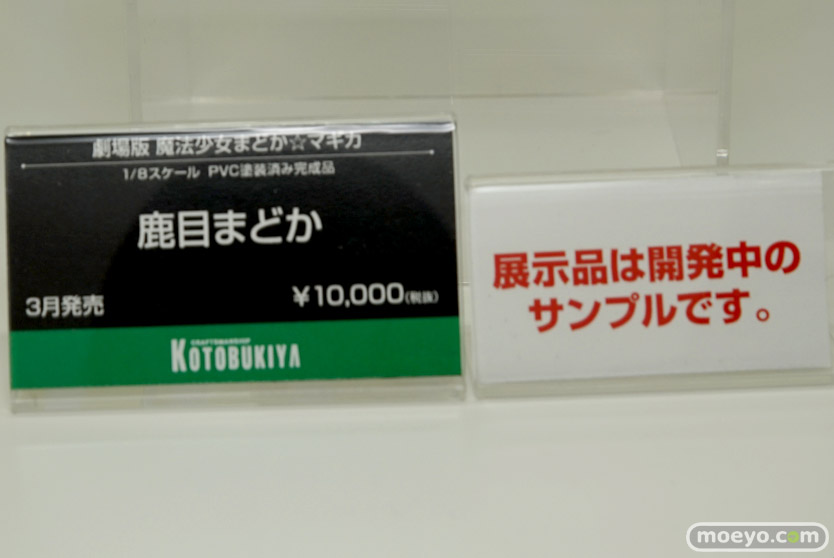 劇場版 魔法少女まどか☆マギカ
1/8スケール PVC塗装済み完成品
鹿目まどか
3月発売
¥10,000(税抜)
CRAFTSMANSHIP
KOTOBUKIYA
展示品は開発中の
サンプルです。
moeyo.com